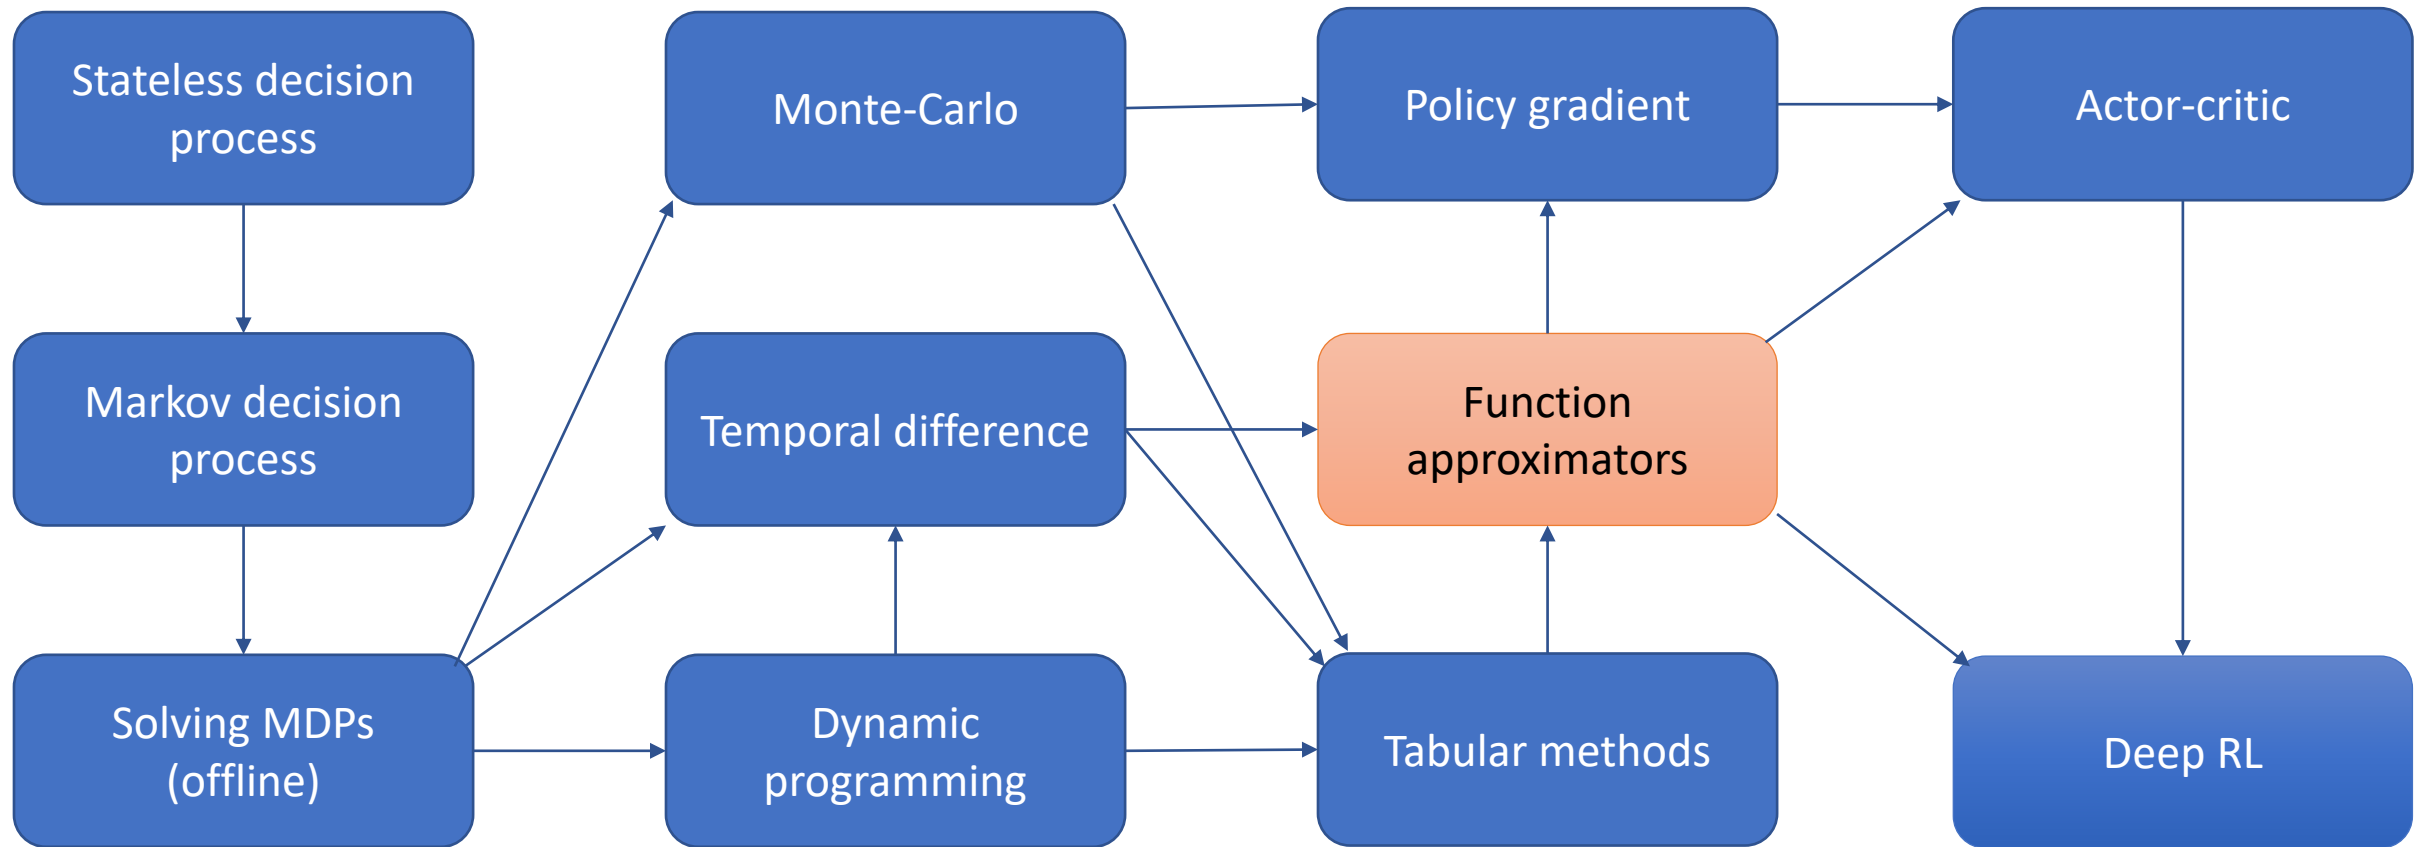 Stateless decision
process
Monte-Carlo
Policy gradient
Actor-critic
Markov decision
process
Temporal difference
Function
approximators
Solving MDPs
(offline)
Dynamic
programming
Tabular methods
Deep RL